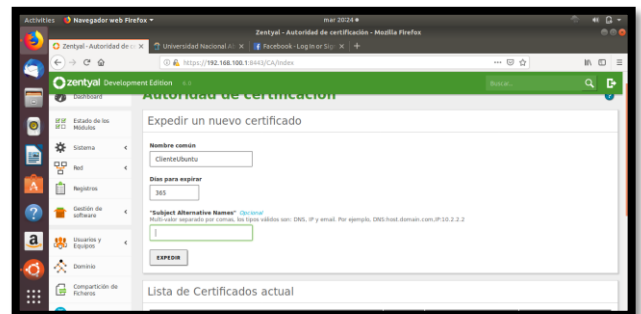 Activities
Navegador web Firefox ▾
mar 20:24
Zentyal - Autoridad de certificación - Mozilla Firefox
Zentyal - Autoridad de
Universidad Nacional
Facebook - Log In or Sig
https://192.168.100.1:8443/CA/Index
zentyal Development Edition 6.0
Buscar...
Dashboard
Estado de los Módulos
Sistema
Red
Registros
Gestión de software
Usuarios y Equipos
Dominio
Compartición de Ficheros
Autoridad de certificación
Expedir un nuevo certificado
Nombre común
ClienteUbuntu
Días para expirar
365
"Subject Alternative Names" Opcional
Multi-valor separado por comas, los tipos válidos son: DNS, IP y email. Por ejemplo, DNS:host.domain.com,IP:10.2.2.2
EXPEDIR
Lista de Certificados actual